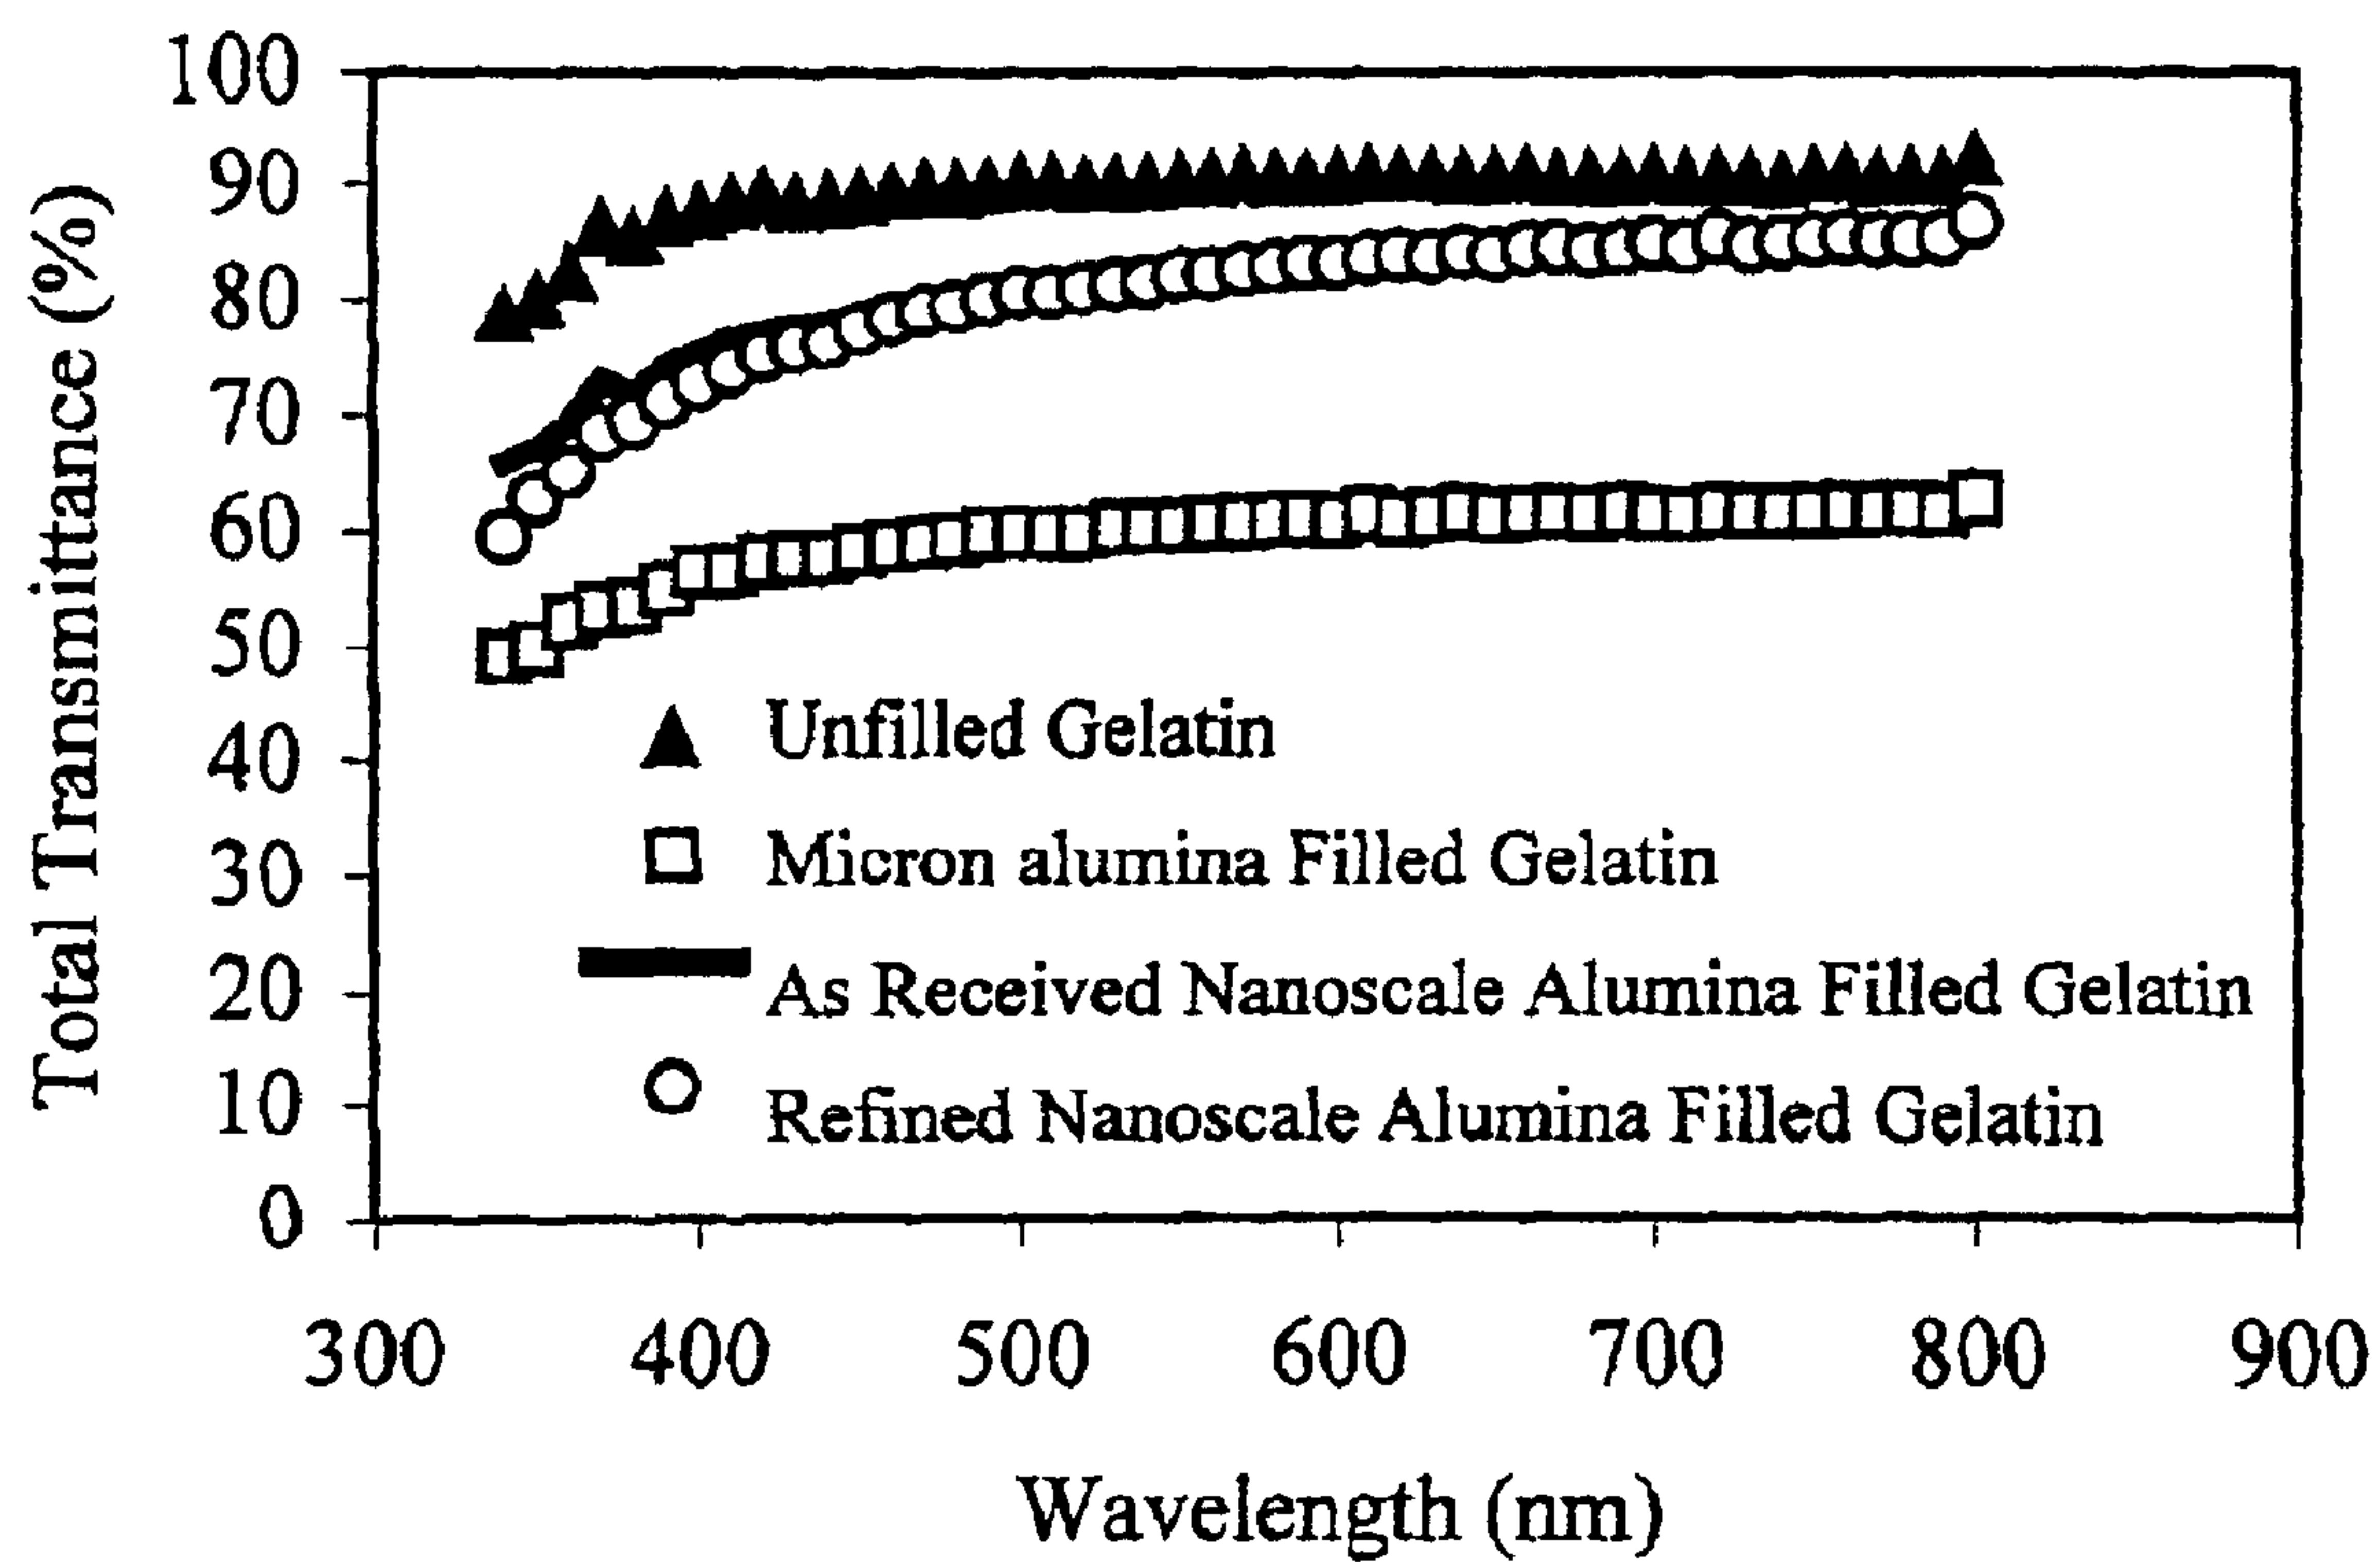 Total Transmittance (%)
100
90
80
70
60
50
40
30
20
10
0
Unfilled Gelatin
Micron alumina Filled Gelatin
As Received Nanoscale Alumina Filled Gelatin
Refined Nanoscale Alumina Filled Gelatin
300 400 500 600 700 800 900
Wavelength (nm)